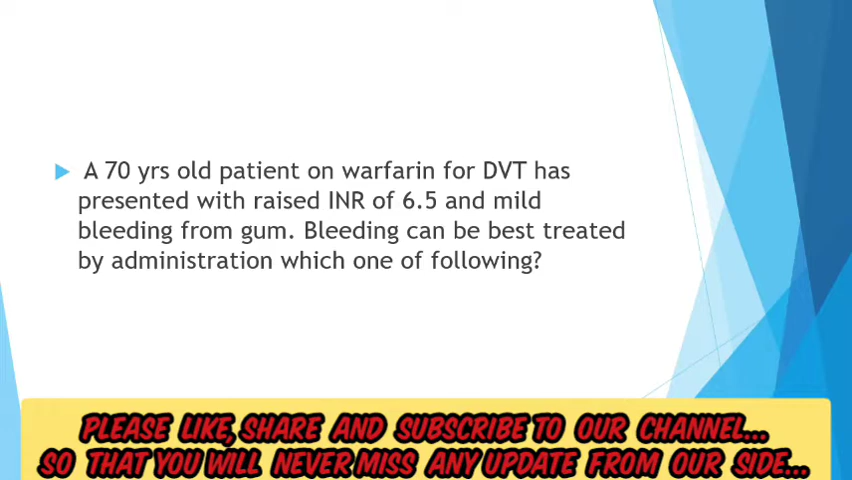 A 70 yrs old patient on warfarin for DVT has
presented with raised INR of 6.5 and mild
bleeding from gum. Bleeding can be best treated
by administration which one of following?
PLEASE LIKE, SHARE AND SUBSCRIBE TO OUR CHANNEL...
SO THAT YOU WILL NEVER MISS ANY UPDATE FROM OUR SIDE...